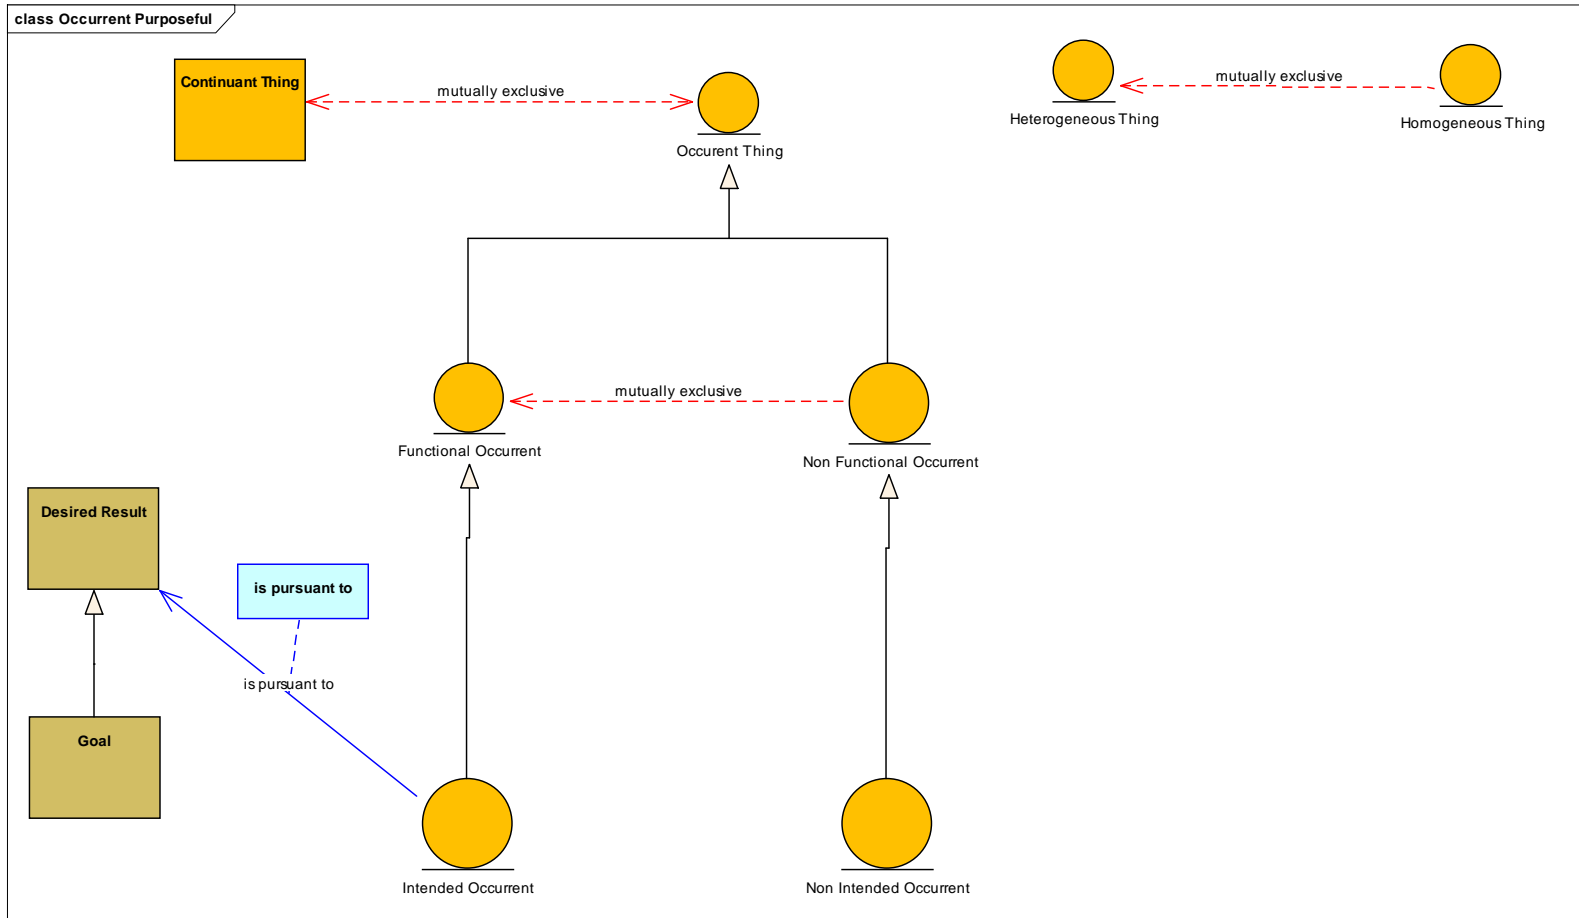 class Occurrent Purposeful
Continuant Thing
mutually exclusive
Occurent Thing
mutually exclusive
Heterogeneous Thing
Homogeneous Thing
mutually exclusive
Functional Occurrent
Non Functional Occurrent
Desired Result
is pursuant to
is pursuant to
Goal
Intended Occurrent
Non Intended Occurrent